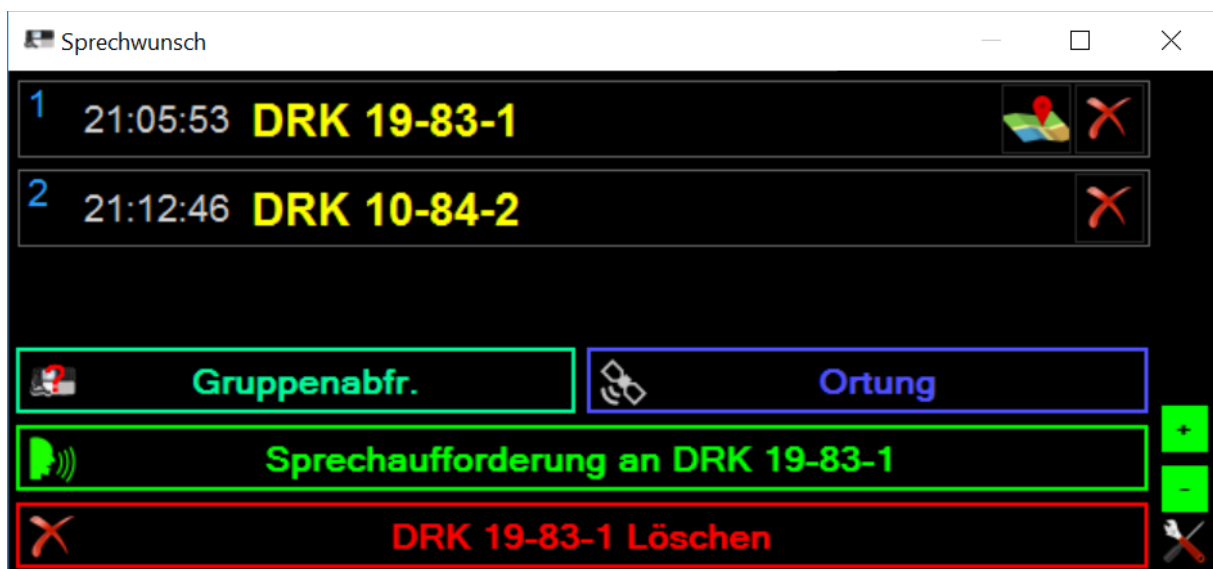 Sprechwunsch
1 21:05:53 DRK 19-83-1
2 21:12:46 DRK 10-84-2
? Gruppenabfr. Ortung
+
Sprechaufforderung an DRK 19-83-1
-
DRK 19-83-1 Löschen